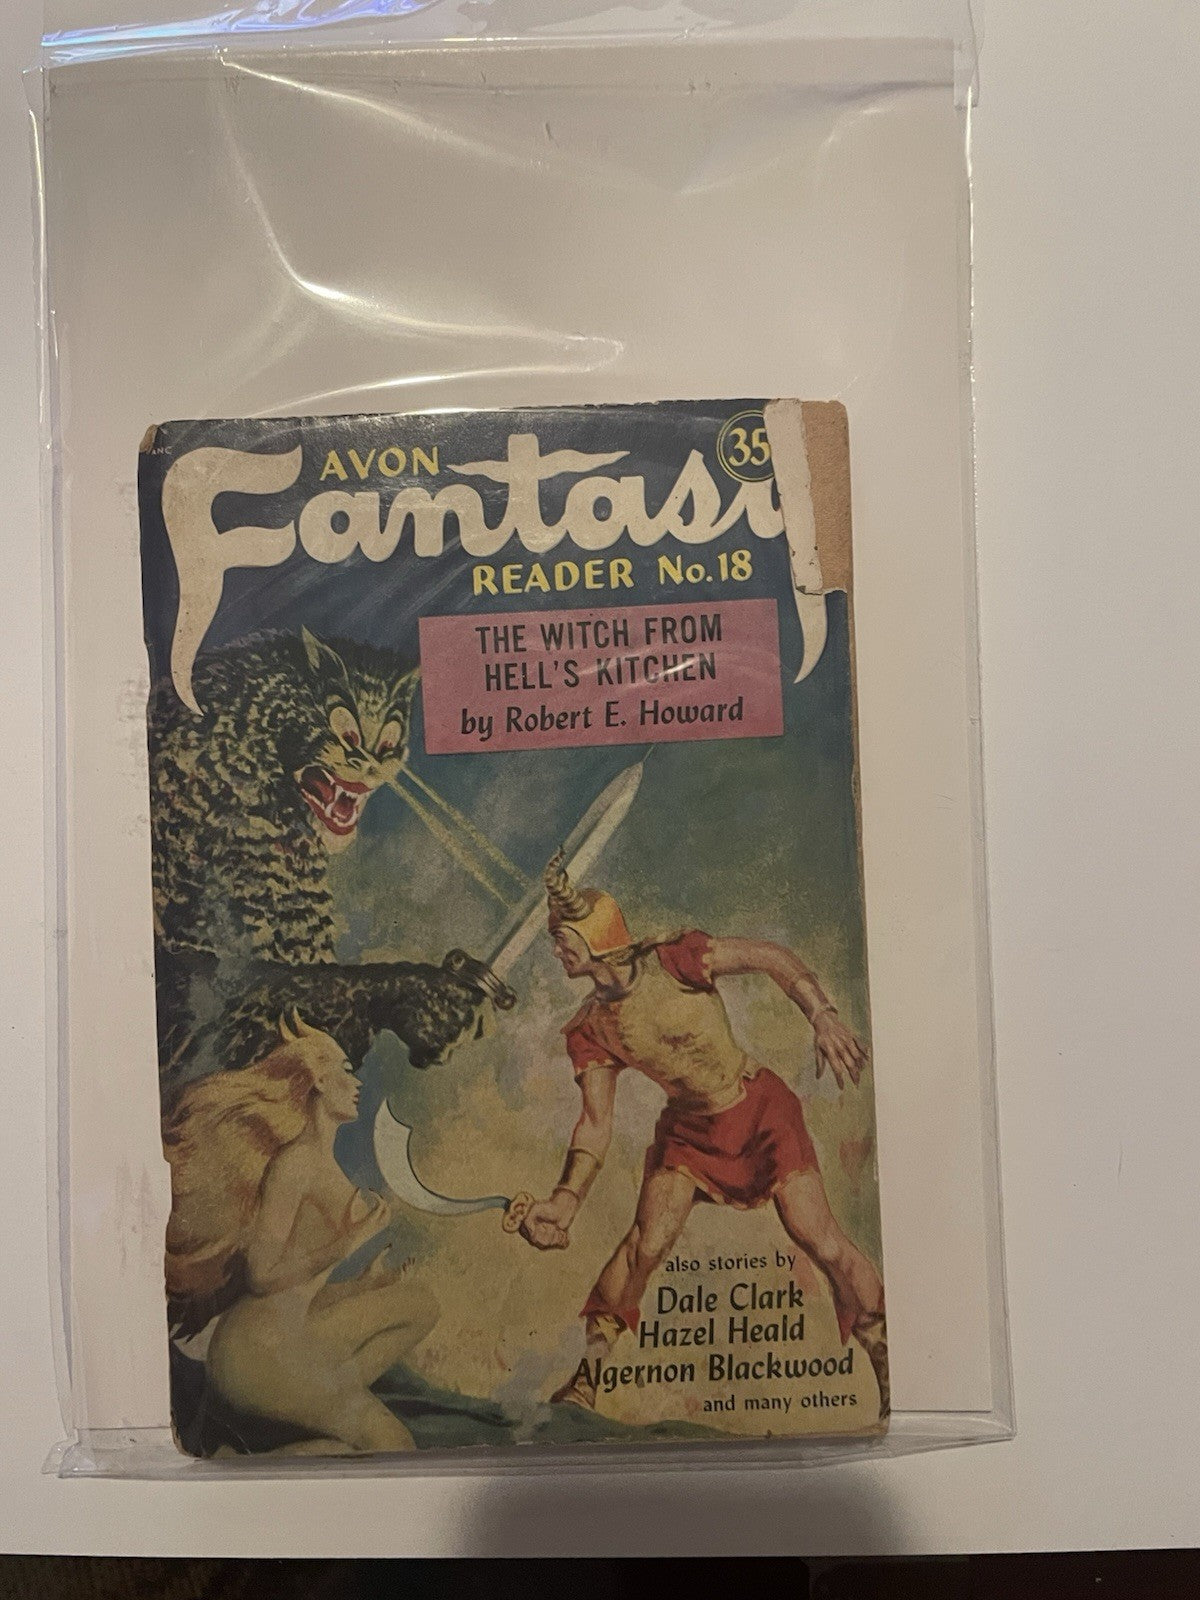 AVON
35
Fantasy
READER No.18
THE WITCH FROM
HELL'S KITCHEN
by Robert E. Howard
also stories by
Dale Clark
Hazel Heald
Algernon Blackwood
and many others